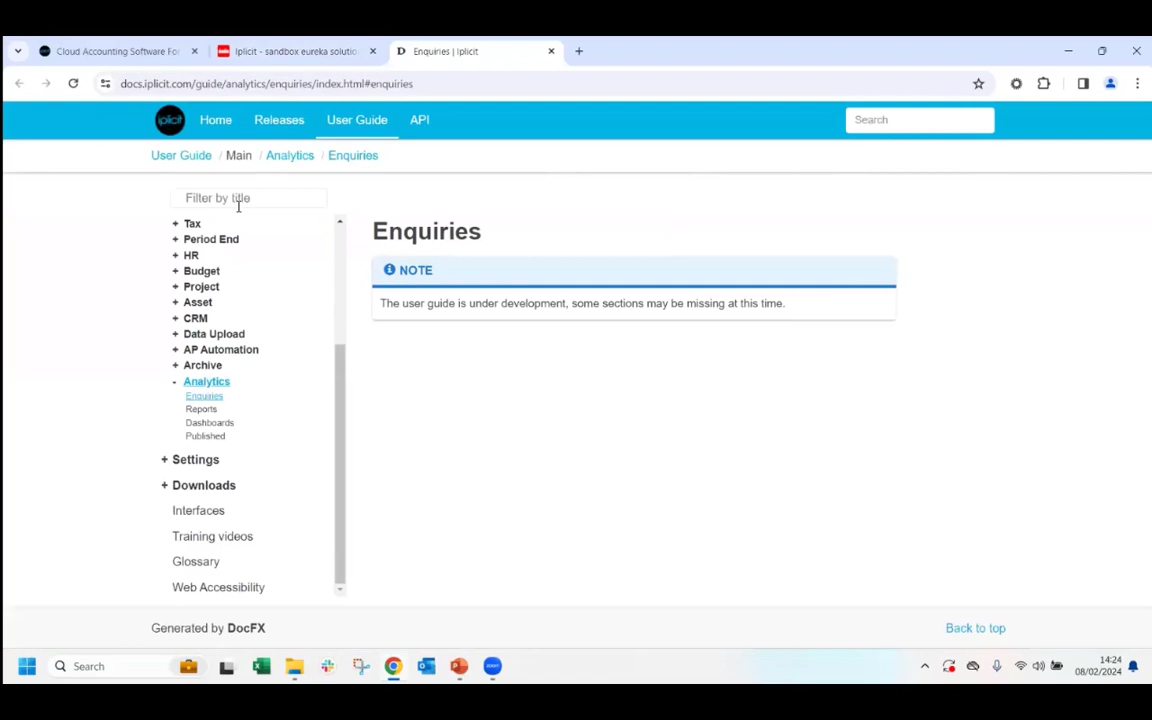 Cloud Accounting Software For
Iplicit - sandbox eureka solutio
D Enquiries | Iplicit
docs.iplicit.com/guide/analytics/enquiries/index.html#enquiries
iplicit Home Releases User Guide API Search
User Guide / Main / Analytics / Enquiries
Filter by title
+ Tax
+ Period End
+ HR
+ Budget
+ Project
+ Asset
+ CRM
+ Data Upload
+ AP Automation
+ Archive
- Analytics
Enquiries
Reports
Dashboards
Published
+ Settings
+ Downloads
Interfaces
Training videos
Glossary
Web Accessibility
Enquiries
NOTE
The user guide is under development, some sections may be missing at this time.
Generated by DocFX
Back to top
Search
14:24
08/02/2024